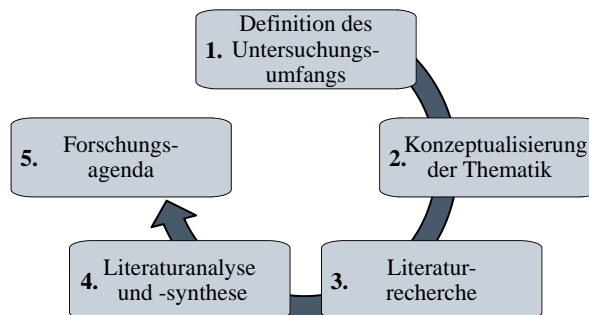 1. Definition des
Untersuchungs-
umfangs
2. Konzeptualisierung
der Thematik
3. Literatur-
recherche
4. Literaturanalyse
und -synthese
5. Forschungs-
agenda